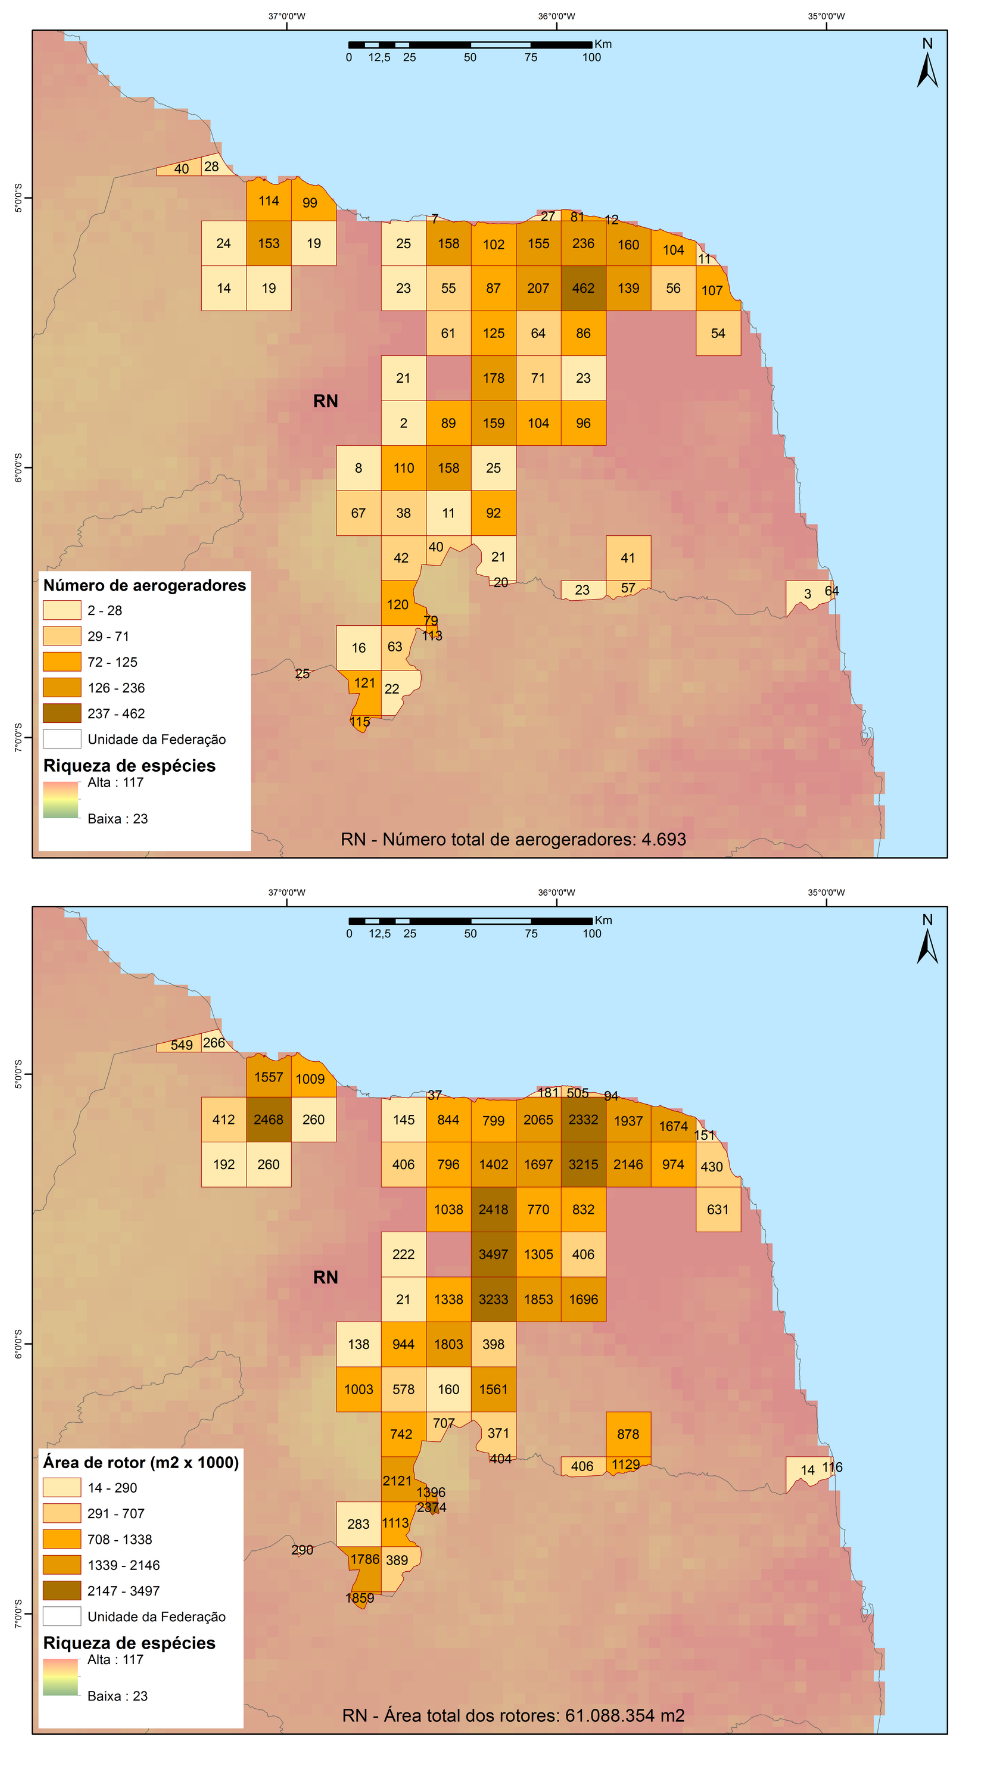 37°0'0"W 36°0'0"W 35°0'0"W
Km
0 12,5 25 50 75 100
N
40 28
114 99
5°0'0"S
7 27 81 12
24 153 19 25 158 102 155 236 160 104 11
14 19 23 55 87 207 462 139 56 107
61 125 64 86 54
21 178 71 23
RN
2 89 159 104 96
8 110 158 25
6°0'0"S
67 38 11 92
42 40 21 41
20 23 57 3 64
120
79
113
16 63
25
121 22
115
7°0'0"S
Número de aerogeradores
2 - 28
29 - 71
72 - 125
126 - 236
237 - 462
Unidade da Federação
Riqueza de espécies
Alta : 117
Baixa : 23
RN - Número total de aerogeradores: 4.693
37°0'0"W 36°0'0"W 35°0'0"W
Km
0 12,5 25 50 75 100
N
549 266
1557 1009
5°0'0"S
37 181 505 94
412 2468 260 145 844 799 2065 2332 1937 1674 151
192 260 406 796 1402 1697 3215 2146 974 430
1038 2418 770 832 631
222 3497 1305 406
RN
21 1338 3233 1853 1696
138 944 1803 398
6°0'0"S
1003 578 160 1561
742 707 371 878
404 406 1129 14 116
2121
1396
2374
283 1113
290
1786 389
1859
7°0'0"S
Área de rotor (m2 x 1000)
14 - 290
291 - 707
708 - 1338
1339 - 2146
2147 - 3497
Unidade da Federação
Riqueza de espécies
Alta : 117
Baixa : 23
RN - Área total dos rotores: 61.088.354 m2